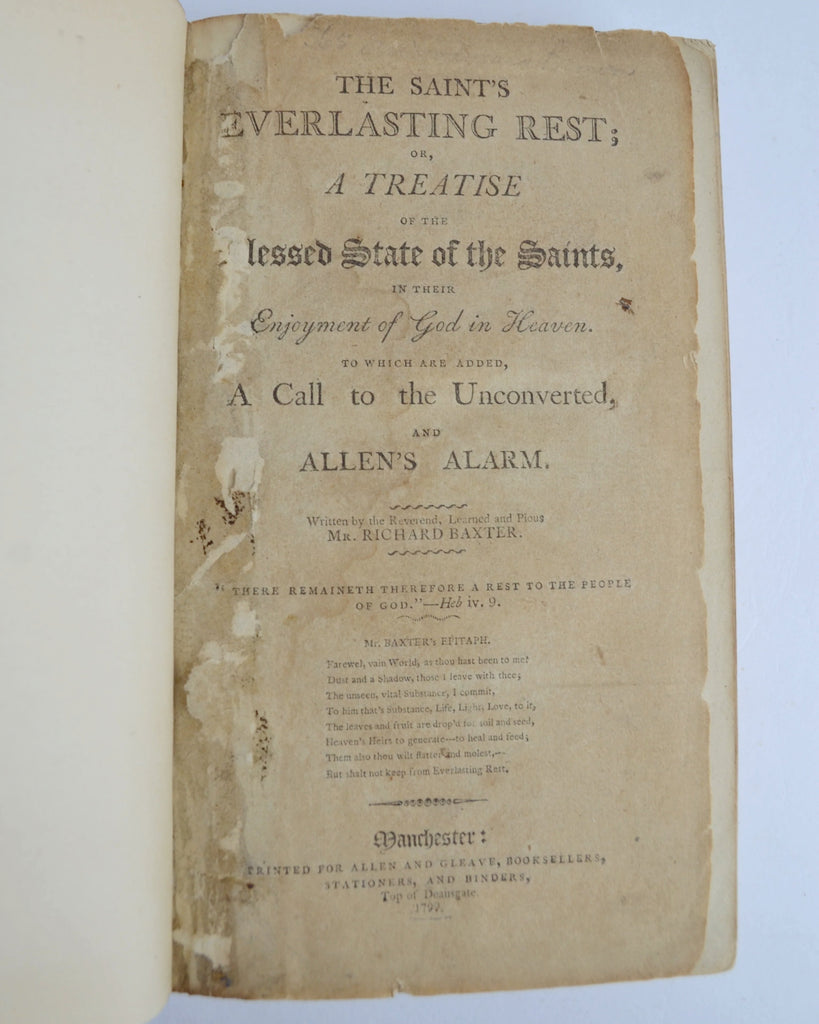 THE SAINT'S
EVERLASTING REST;
OR,
A TREATISE
OF THE
lessed State of the Saints,
IN THEIR
Enjoyment of God in Heaven.
TO WHICH ARE ADDED,
A Call to the Unconverted,
AND
ALLEN'S ALARM.
Written by the Reverend, Learned and Pious
MR. RICHARD BAXTER.
"THERE REMAINETH THEREFORE A REST TO THE PEOPLE
OF GOD."—Heb iv. 9.
Mr. BAXTER's EPITAPH.
Farewel, vain World, as thou hast been to me!
Dust and a Shadow, those I leave with thee;
The unseen, vital Substance, I commit,
To him that's Substance, Life, Light, Love, to it,
The leaves and fruit are drop'd for soil and seed,
Heaven's Heirs to generate—to heal and feed;
Them also thou wilt flatter and molest,—
But shalt not keep from Everlasting Rest.
Manchester:
PRINTED FOR ALLEN AND GLEAVE, BOOKSELLERS,
STATIONERS, AND BINDERS,
Top of Deansgate.
1799.